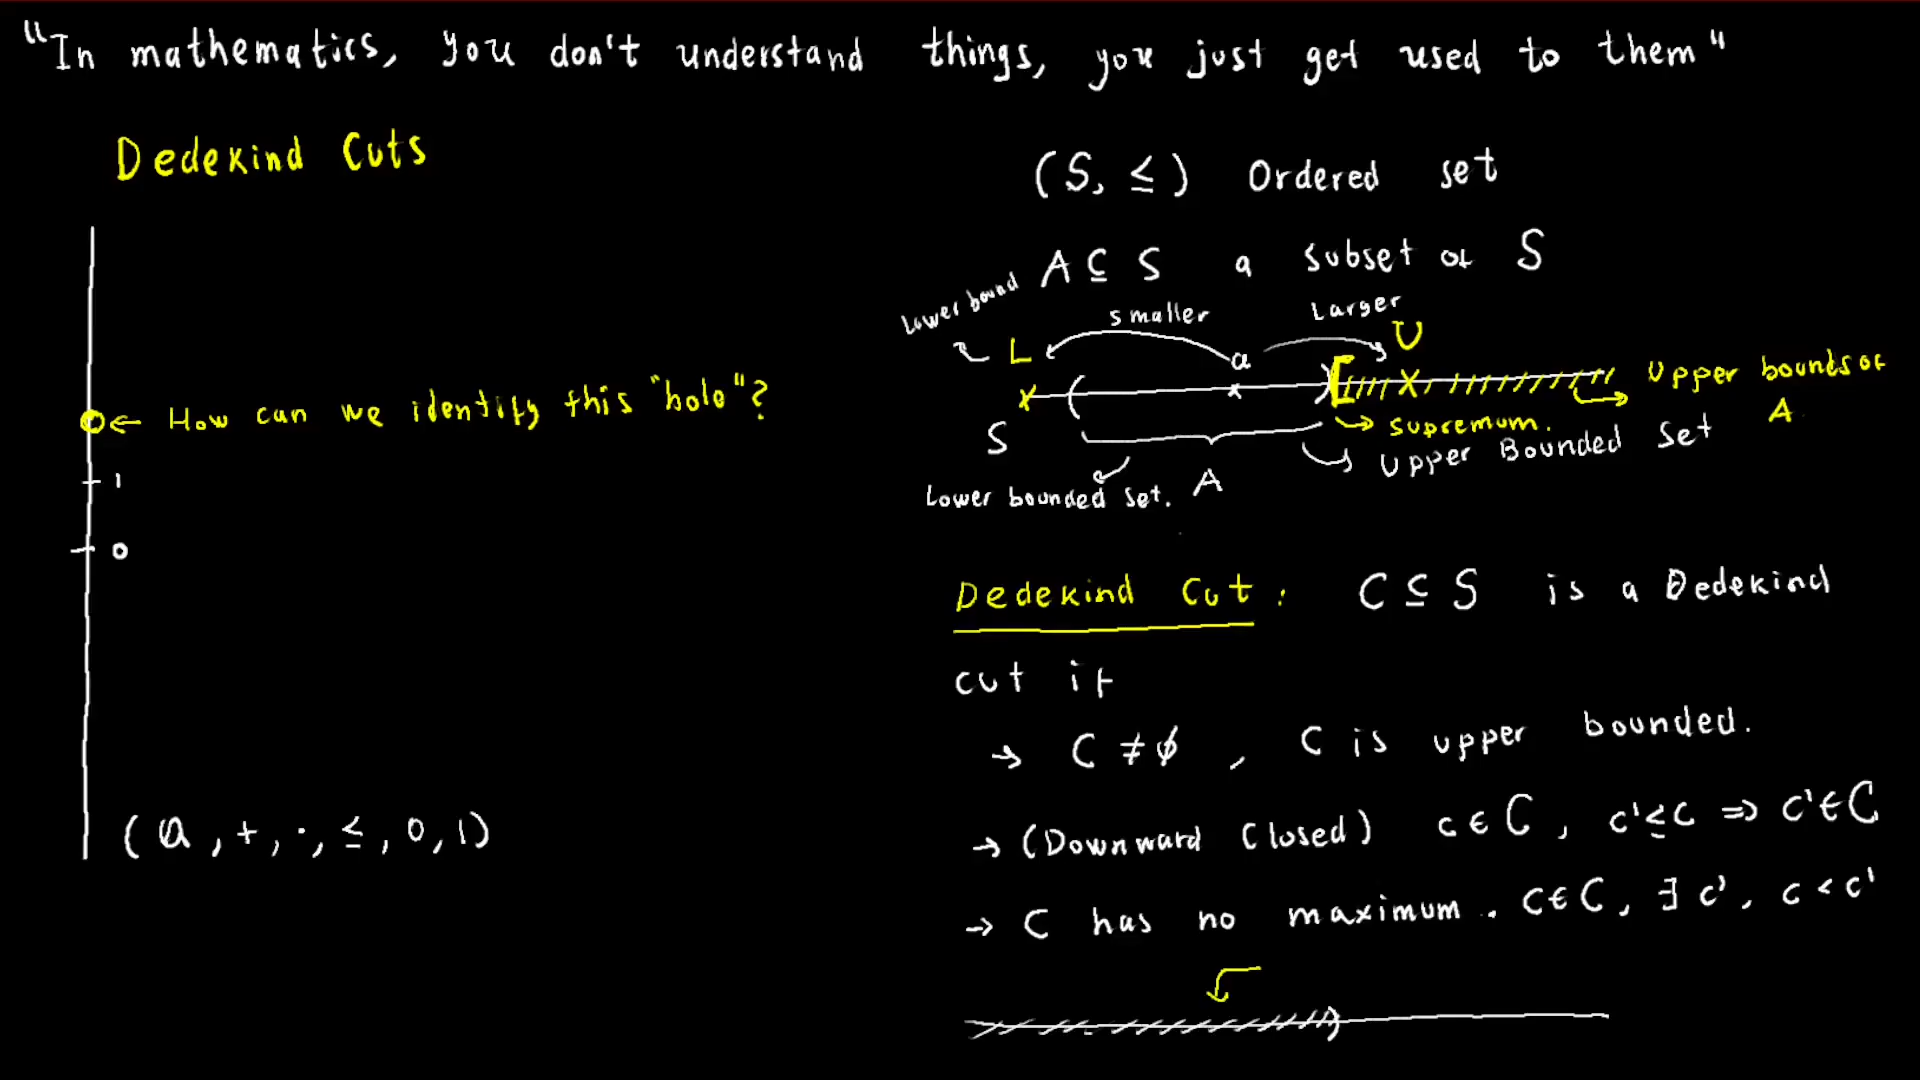 "In mathematics, you don't understand things, you just get used to them"
Dedekind Cuts
← How can we identify this "hole"?
1
0
(Q, +, ·, ≤, 0, 1)
(S, ≤) Ordered set
A ⊆ S a subset of S
Lower bound
smaller
Larger
L
a
U
Upper bounds of A
S
supremum.
Upper Bounded Set
Lower bounded set.
A
Dedekind Cut: C ⊆ S is a Dedekind
cut if
→ C ≠ ∅, C is upper bounded.
→ (Downward Closed) c ∈ C, c' ≤ c ⇒ c' ∈ C
→ C has no maximum. c ∈ C, ∃ c', c < c'